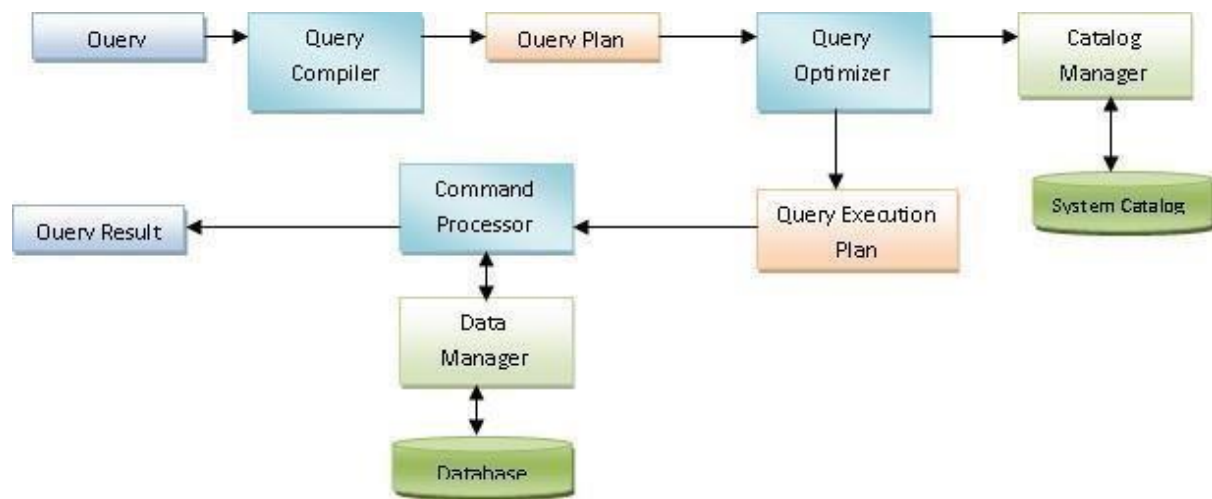 Query
Query
Compiler
Query Plan
Query
Optimizer
Catalog
Manager
Command
Processor
Query Execution
Plan
System Catalog
Query Result
Data
Manager
Database